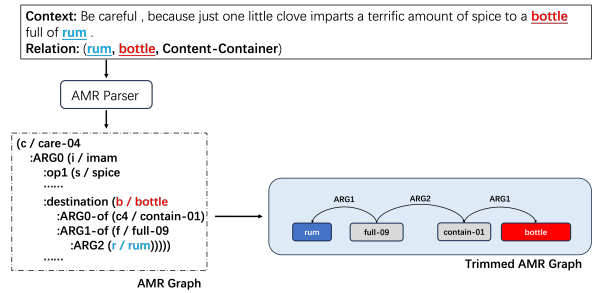 Context: Be careful , because just one little clove imparts a terrific amount of spice to a bottle
full of rum .
Relation: (rum, bottle, Content-Container)
AMR Parser
(c / care-04
:ARG0 (i / imam
:op1 (s / spice
......
:destination (b / bottle
:ARG0-of (c4 / contain-01)
:ARG1-of (f / full-09
:ARG2 (r / rum)))))
......
AMR Graph
ARG1 ARG2 ARG1
rum full-09 contain-01 bottle
Trimmed AMR Graph